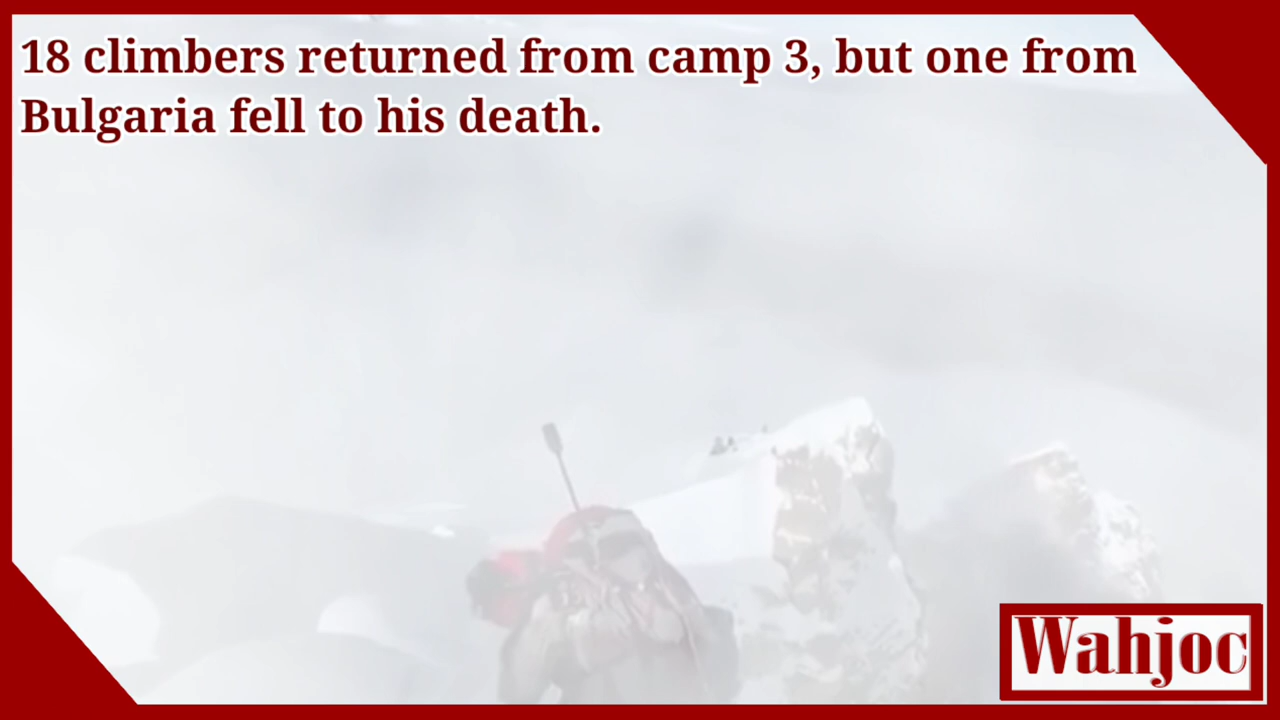 18 climbers returned from camp 3, but one from
Bulgaria fell to his death.
Wahjoc